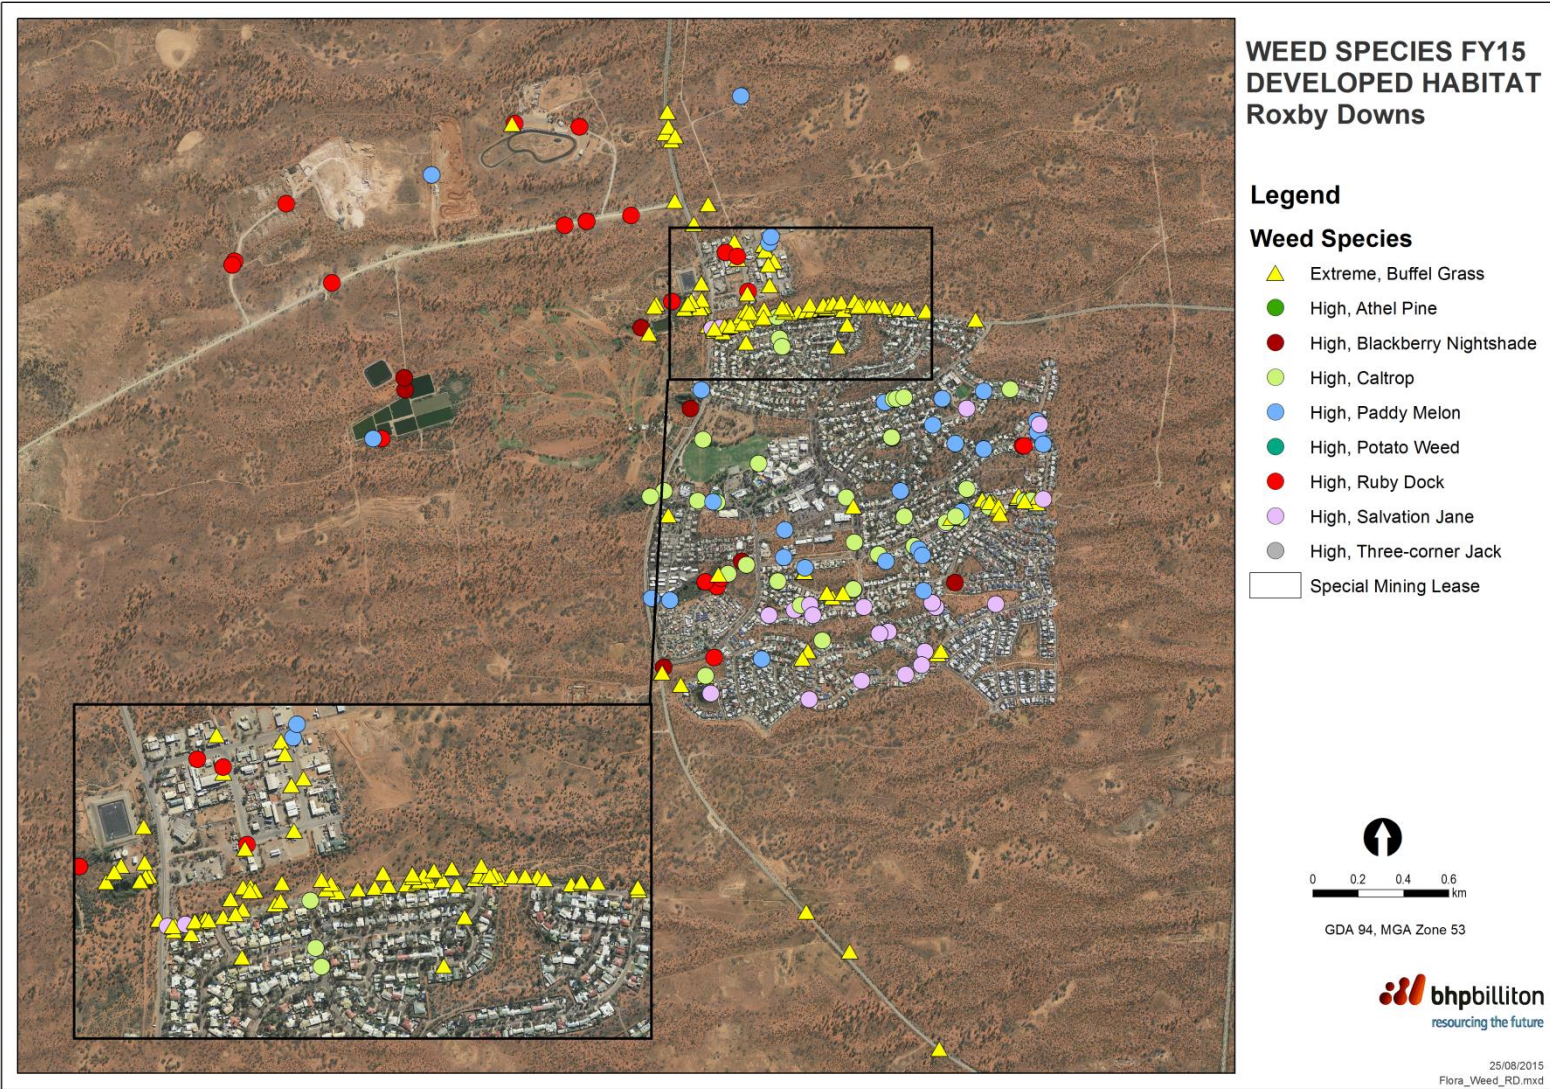 WEED SPECIES FY15
DEVELOPED HABITAT
Roxby Downs
Legend
Weed Species
Extreme, Buffel Grass
High, Athel Pine
High, Blackberry Nightshade
High, Caltrop
High, Paddy Melon
High, Potato Weed
High, Ruby Dock
High, Salvation Jane
High, Three-corner Jack
Special Mining Lease
0 0.2 0.4 0.6
km
GDA 94, MGA Zone 53
bhpbilliton
resourcing the future
25/08/2015
Flora_Weed_RD.mxd